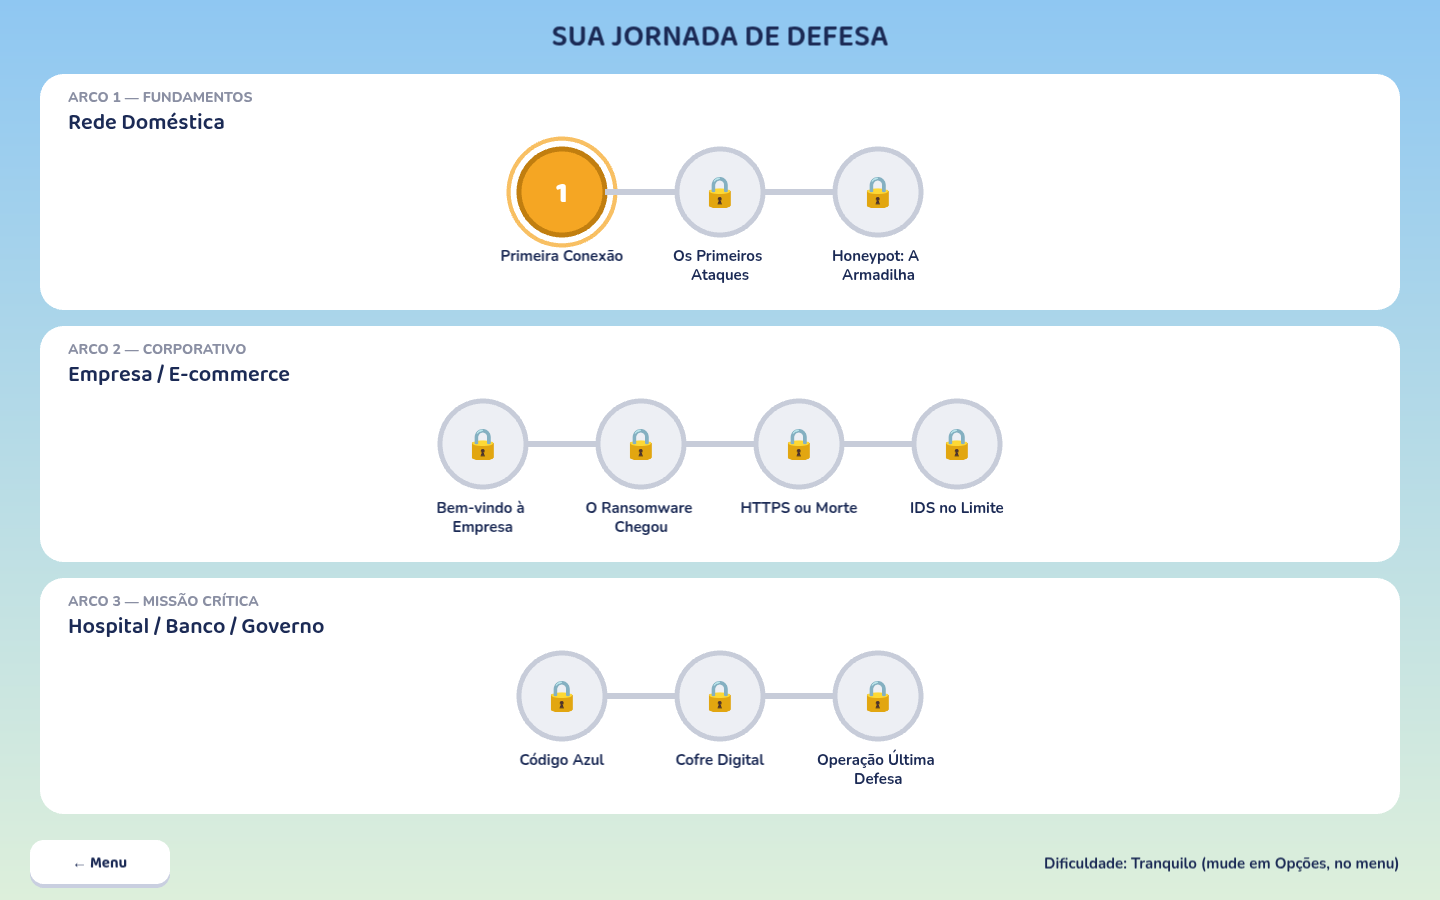 SUA JORNADA DE DEFESA
ARCO 1 — FUNDAMENTOS
Rede Doméstica
1
Primeira Conexão
Os Primeiros
Ataques
Honeypot: A
Armadilha
ARCO 2 — CORPORATIVO
Empresa / E-commerce
Bem-vindo à
Empresa
O Ransomware
Chegou
HTTPS ou Morte
IDS no Limite
ARCO 3 — MISSÃO CRÍTICA
Hospital / Banco / Governo
Código Azul
Cofre Digital
Operação Última
Defesa
← Menu
Dificuldade: Tranquilo (mude em Opções, no menu)